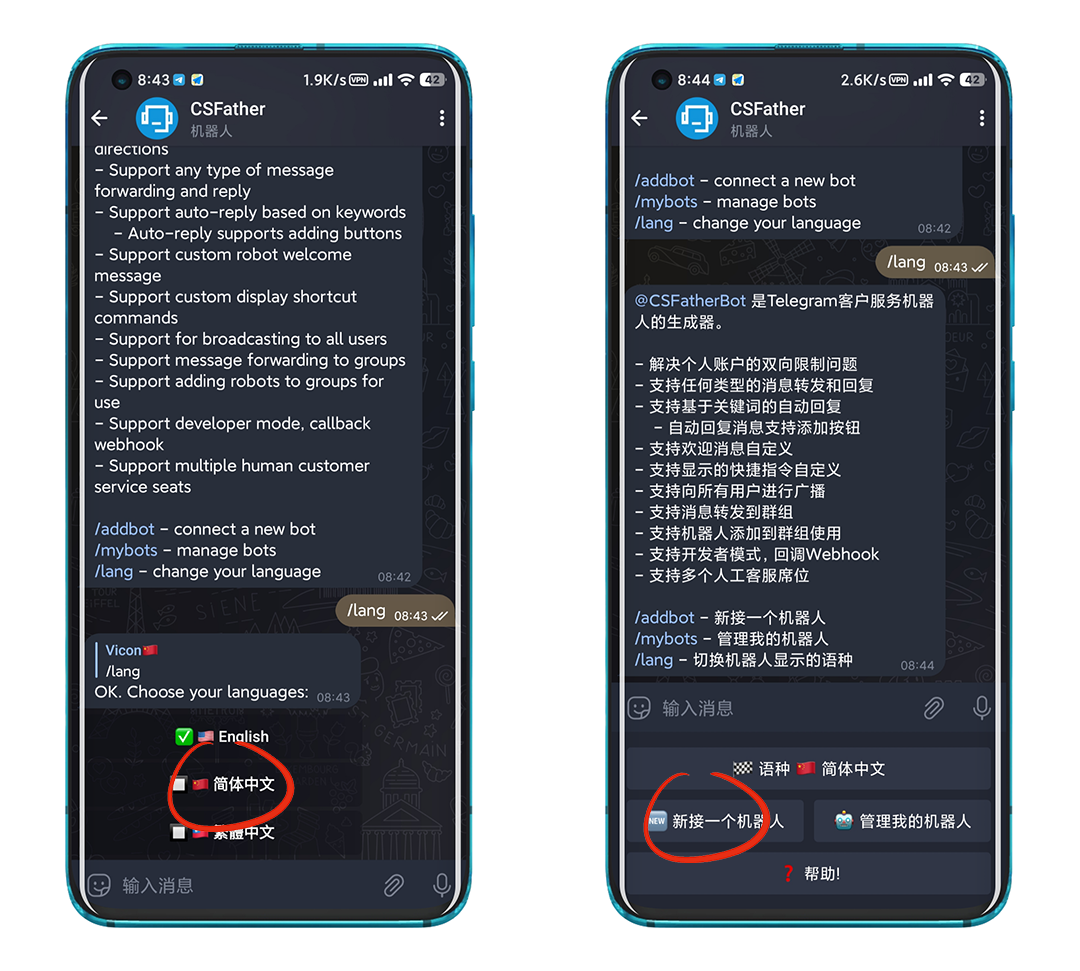 8:43
1.9K/s VPN 42
CSFather
机器人
directions
- Support any type of message
forwarding and reply
- Support auto-reply based on keywords
- Auto-reply supports adding buttons
- Support custom robot welcome
message
- Support custom display shortcut
commands
- Support for broadcasting to all users
- Support message forwarding to groups
- Support adding robots to groups for
use
- Support developer mode, callback
webhook
- Support multiple human customer
service seats
/addbot - connect a new bot
/mybots - manage bots
/lang - change your language
08:42
TOUR
EIFFEL
SIENE
/lang 08:43
Vicon🇨🇳
/lang
OK. Choose your languages: 08:43
✅ 🇺🇸 English
◻️ 🇨🇳 简体中文
GERMAIN
◻️ 🇹🇼 繁體中文
输入消息
8:44
2.6K/s VPN 42
CSFather
机器人
/addbot - connect a new bot
/mybots - manage bots
/lang - change your language
08:42
/lang 08:43
@CSFatherBot 是Telegram客户服务机器
人的生成器。
- 解决个人账户的双向限制问题
- 支持任何类型的消息转发和回复
- 支持基于关键词的自动回复
- 自动回复消息支持添加按钮
- 支持欢迎消息自定义
- 支持显示的快捷指令自定义
- 支持向所有用户进行广播
- 支持消息转发到群组
- 支持机器人添加到群组使用
- 支持开发者模式, 回调Webhook
- 支持多个人工客服席位
/addbot - 新接一个机器人
/mybots - 管理我的机器人
/lang - 切换机器人显示的语种
08:44
输入消息
🏁 语种 🇨🇳 简体中文
🆕 新接一个机器人
🤖 管理我的机器人
❓ 帮助!